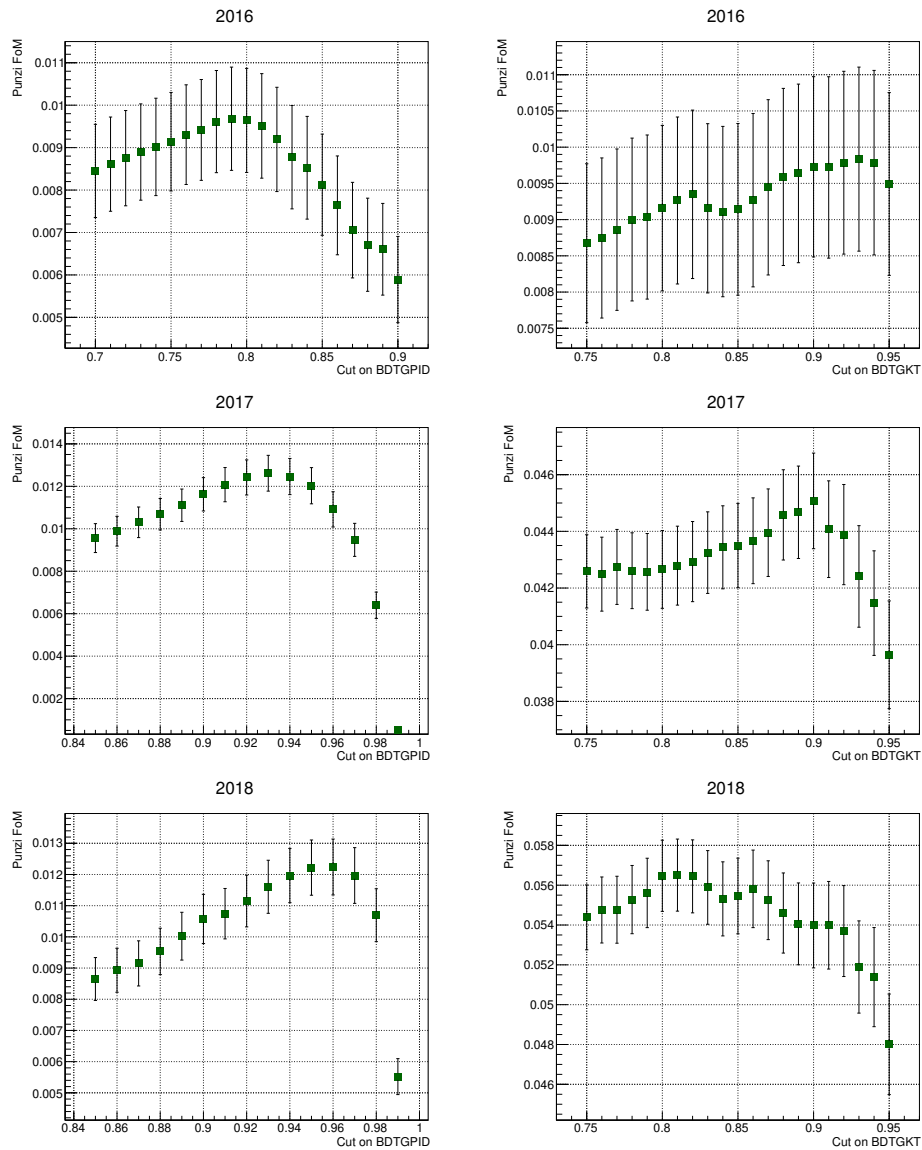 2016
Punzi FoM
0.011
0.01
0.009
0.008
0.007
0.006
0.005
0.7 0.75 0.8 0.85 0.9
Cut on BDTGPID
2016
Punzi FoM
0.011
0.0105
0.01
0.0095
0.009
0.0085
0.008
0.0075
0.75 0.8 0.85 0.9 0.95
Cut on BDTGKT
2017
Punzi FoM
0.014
0.012
0.01
0.008
0.006
0.004
0.002
0.84 0.86 0.88 0.9 0.92 0.94 0.96 0.98 1
Cut on BDTGPID
2017
Punzi FoM
0.046
0.044
0.042
0.04
0.038
0.75 0.8 0.85 0.9 0.95
Cut on BDTGKT
2018
Punzi FoM
0.013
0.012
0.011
0.01
0.009
0.008
0.007
0.006
0.005
0.84 0.86 0.88 0.9 0.92 0.94 0.96 0.98 1
Cut on BDTGPID
2018
Punzi FoM
0.058
0.056
0.054
0.052
0.05
0.048
0.046
0.75 0.8 0.85 0.9 0.95
Cut on BDTGKT